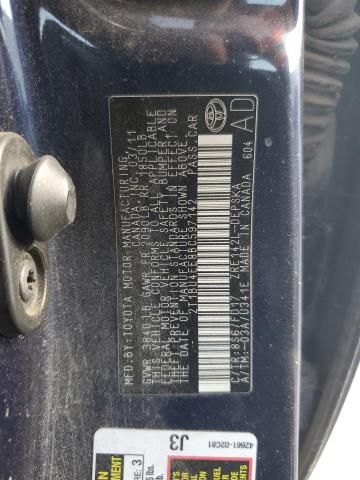 MFD.BY:TOYOTA MOTOR MANUFACTURING
CANADA, INC. 03/11
GVWR 3840 LB GAWR FR 2090 LB RR 1850 LB
THIS VEHICLE CONFORMS TO ALL APPLICABLE
FEDERAL MOTOR VEHICLE SAFETY, BUMPER, AND
THEFT PREVENTION STANDARDS IN EFFECT ON
THE DATE OF MANUFACTURE SHOWN ABOVE.
2T1BU4EE8BC597142 PASS. CAR
C/TR:8S6/FD17 ZRE142L-DEPSKA
A/TM:-03A/U341E MADE IN CANADA 604
AD
42661-02C81
J3
RE: 3